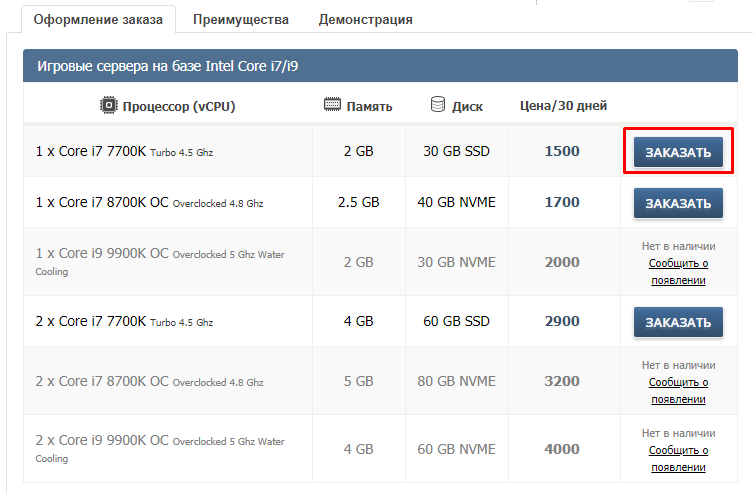 Оформление заказа Преимущества Демонстрация
Игровые сервера на базе Intel Core i7/i9
Процессор (vCPU) Память Диск Цена/30 дней
1 x Core i7 7700K Turbo 4.5 Ghz 2 GB 30 GB SSD 1500 ЗАКАЗАТЬ
1 x Core i7 8700K OC Overclocked 4.8 Ghz 2.5 GB 40 GB NVME 1700 ЗАКАЗАТЬ
1 x Core i9 9900K OC Overclocked 5 Ghz Water
Cooling
2 GB 30 GB NVME 2000
Нет в наличии
Сообщить о
появлении
2 x Core i7 7700K Turbo 4.5 Ghz 4 GB 60 GB SSD 2900 ЗАКАЗАТЬ
2 x Core i7 8700K OC Overclocked 4.8 Ghz 5 GB 80 GB NVME 3200
Нет в наличии
Сообщить о
появлении
2 x Core i9 9900K OC Overclocked 5 Ghz Water
Cooling
4 GB 60 GB NVME 4000
Нет в наличии
Сообщить о
появлении